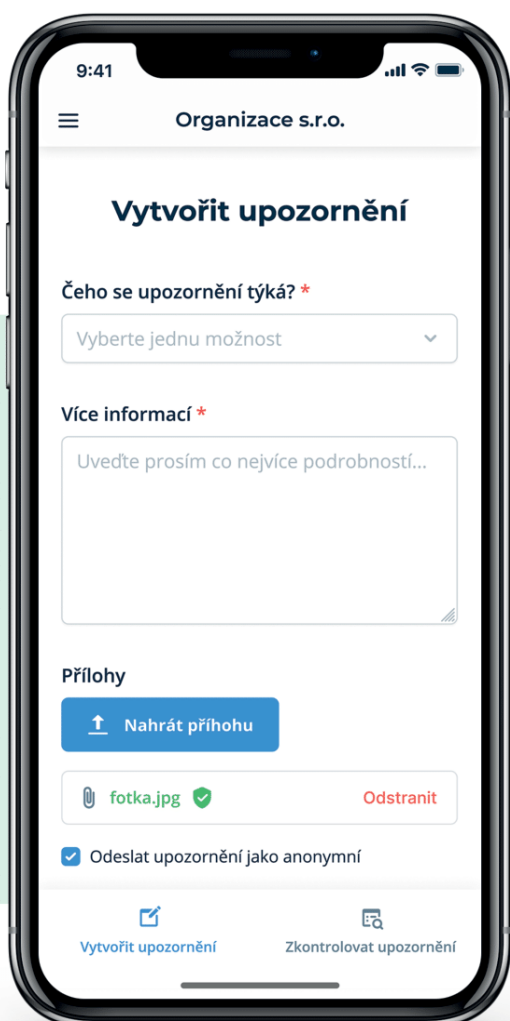 9:41
Organizace s.r.o.
Vytvořit upozornění
Čeho se upozornění týká? *
Vyberte jednu možnost
Více informací *
Uveďte prosím co nejvíce podrobností...
Přílohy
Nahrát příhohu
fotka.jpg
Odstranit
Odeslat upozornění jako anonymní
Vytvořit upozornění
Zkontrolovat upozornění